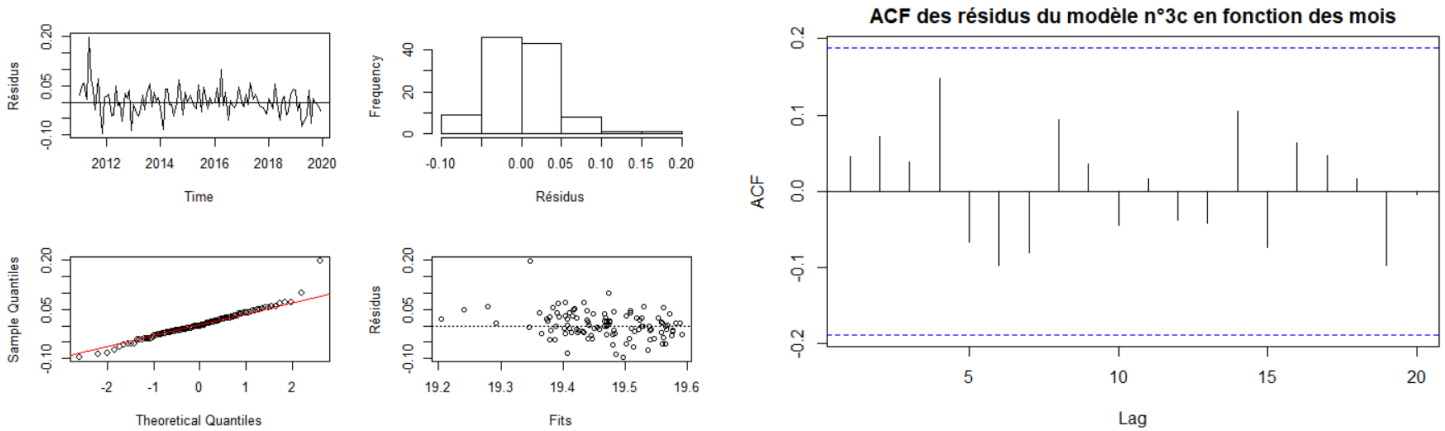 Résidus
0.20
0.05
-0.10
2012 2014 2016 2018 2020
Time
Frequency
40
20
0
-0.10 0.00 0.05 0.10 0.15 0.20
Résidus
Sample Quantiles
0.20
0.05
-0.10
-2 -1 0 1 2
Theoretical Quantiles
Résidus
0.20
0.05
-0.10
19.2 19.3 19.4 19.5 19.6
Fits
ACF des résidus du modèle n°3c en fonction des mois
ACF
0.2
0.1
0.0
-0.1
-0.2
5 10 15 20
Lag